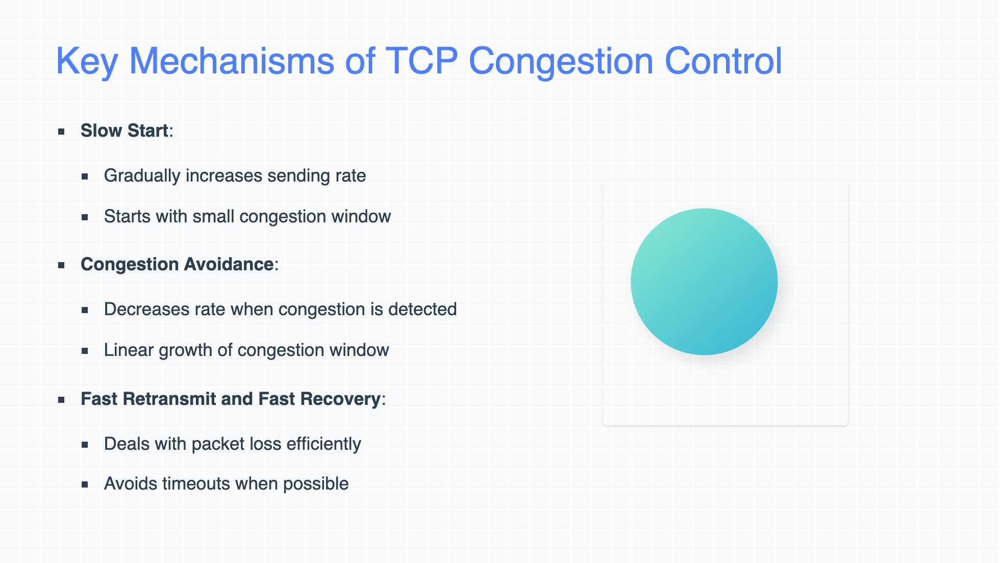 Key Mechanisms of TCP Congestion Control
Slow Start:
Gradually increases sending rate
Starts with small congestion window
Congestion Avoidance:
Decreases rate when congestion is detected
Linear growth of congestion window
Fast Retransmit and Fast Recovery:
Deals with packet loss efficiently
Avoids timeouts when possible